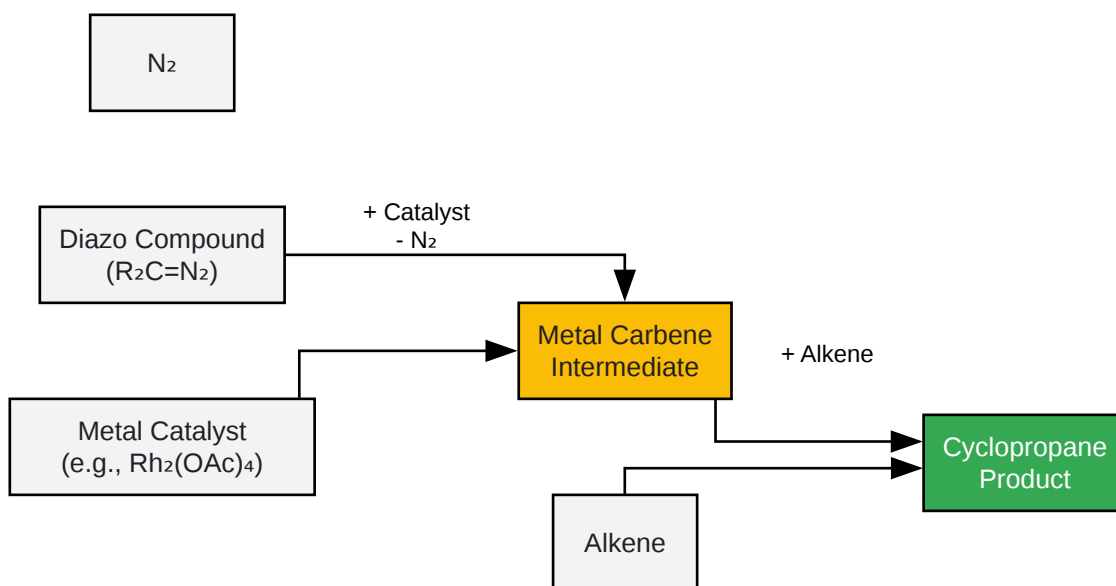 N₂
Diazo Compound
(R₂C=N₂)
+ Catalyst
- N₂
Metal Carbene
Intermediate
+ Alkene
Metal Catalyst
(e.g., Rh₂(OAc)₄)
Cyclopropane
Product
Alkene